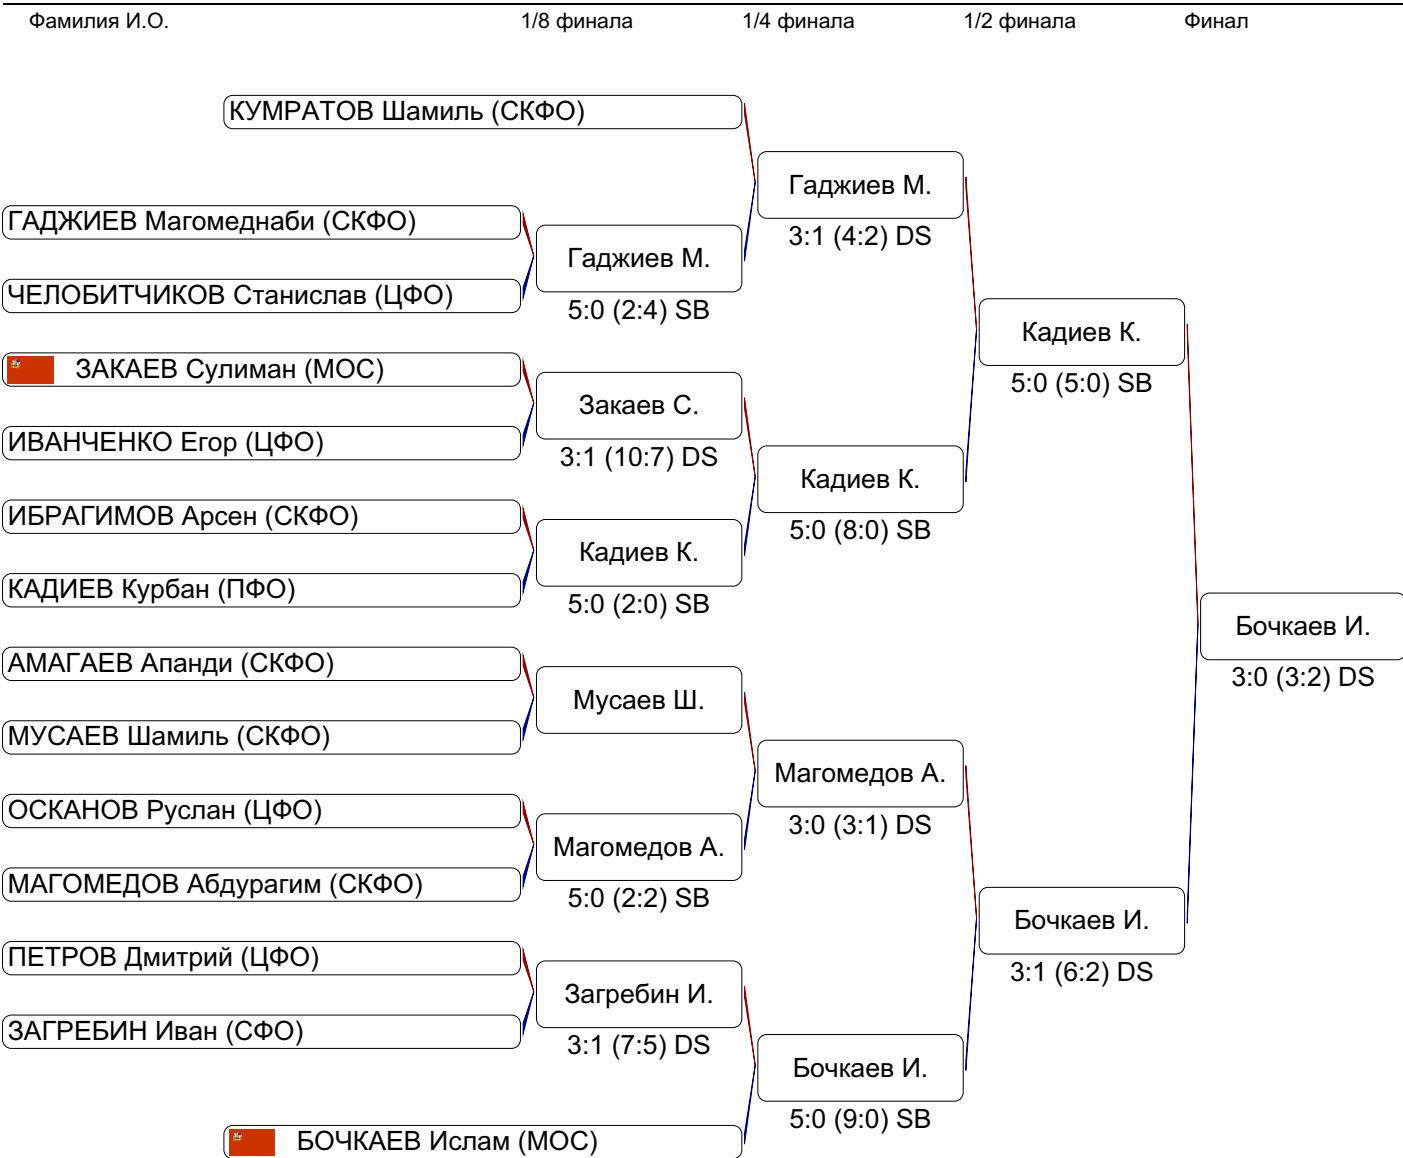 Фамилия И.О. 1/8 финала 1/4 финала 1/2 финала Финал
КУМРАТОВ Шамиль (СКФО)
Гаджиев М.
ГАДЖИЕВ Магомеднаби (СКФО)
3:1 (4:2) DS
Гаджиев М.
ЧЕЛОБИТЧИКОВ Станислав (ЦФО)
5:0 (2:4) SB
Кадиев К.
ЗАКАЕВ Сулиман (МОС)
5:0 (5:0) SB
Закаев С.
ИВАНЧЕНКО Егор (ЦФО)
3:1 (10:7) DS
Кадиев К.
ИБРАГИМОВ Арсен (СКФО)
5:0 (8:0) SB
Кадиев К.
КАДИЕВ Курбан (ПФО)
5:0 (2:0) SB
Бочкаев И.
АМАГАЕВ Апанди (СКФО)
3:0 (3:2) DS
Мусаев Ш.
МУСАЕВ Шамиль (СКФО)
Магомедов А.
ОСКАНОВ Руслан (ЦФО)
3:0 (3:1) DS
Магомедов А.
МАГОМЕДОВ Абдурагим (СКФО)
5:0 (2:2) SB
Бочкаев И.
ПЕТРОВ Дмитрий (ЦФО)
3:1 (6:2) DS
Загребин И.
ЗАГРЕБИН Иван (СФО)
3:1 (7:5) DS
Бочкаев И.
5:0 (9:0) SB
БОЧКАЕВ Ислам (МОС)